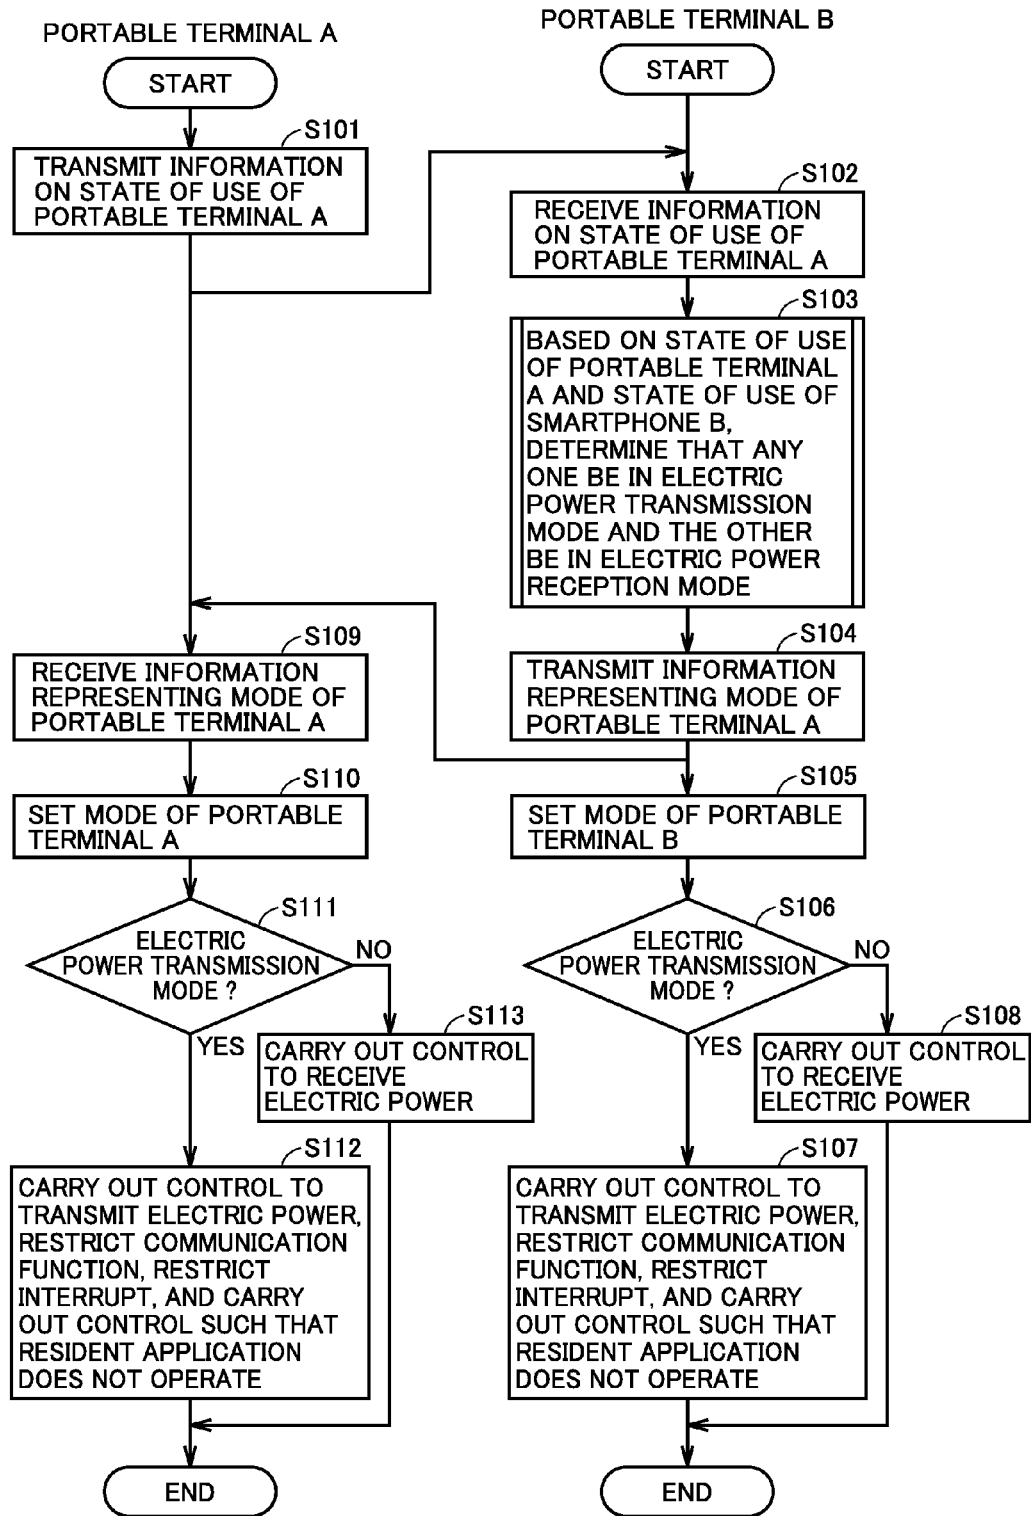 PORTABLE TERMINAL A
START
S101
TRANSMIT INFORMATION
ON STATE OF USE OF
PORTABLE TERMINAL A
S109
RECEIVE INFORMATION
REPRESENTING MODE OF
PORTABLE TERMINAL A
S110
SET MODE OF PORTABLE
TERMINAL A
S111
ELECTRIC
POWER TRANSMISSION
MODE ?
NO
YES
S113
CARRY OUT CONTROL
TO RECEIVE
ELECTRIC POWER
S112
CARRY OUT CONTROL TO
TRANSMIT ELECTRIC POWER,
RESTRICT COMMUNICATION
FUNCTION, RESTRICT
INTERRUPT, AND CARRY
OUT CONTROL SUCH THAT
RESIDENT APPLICATION
DOES NOT OPERATE
END
PORTABLE TERMINAL B
START
S102
RECEIVE INFORMATION
ON STATE OF USE OF
PORTABLE TERMINAL A
S103
BASED ON STATE OF USE
OF PORTABLE TERMINAL
A AND STATE OF USE OF
SMARTPHONE B,
DETERMINE THAT ANY
ONE BE IN ELECTRIC
POWER TRANSMISSION
MODE AND THE OTHER
BE IN ELECTRIC POWER
RECEPTION MODE
S104
TRANSMIT INFORMATION
REPRESENTING MODE OF
PORTABLE TERMINAL A
S105
SET MODE OF PORTABLE
TERMINAL B
S106
ELECTRIC
POWER TRANSMISSION
MODE ?
NO
YES
S108
CARRY OUT CONTROL
TO RECEIVE
ELECTRIC POWER
S107
CARRY OUT CONTROL TO
TRANSMIT ELECTRIC POWER,
RESTRICT COMMUNICATION
FUNCTION, RESTRICT
INTERRUPT, AND CARRY
OUT CONTROL SUCH THAT
RESIDENT APPLICATION
DOES NOT OPERATE
END